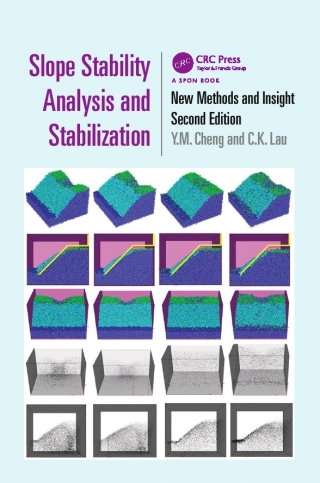 Slope Stability
Analysis and
Stabilization
CRC
CRC Press
Taylor & Francis Group
A SPON BOOK
New Methods and Insight
Second Edition
Y.M. Cheng and C.K. Lau